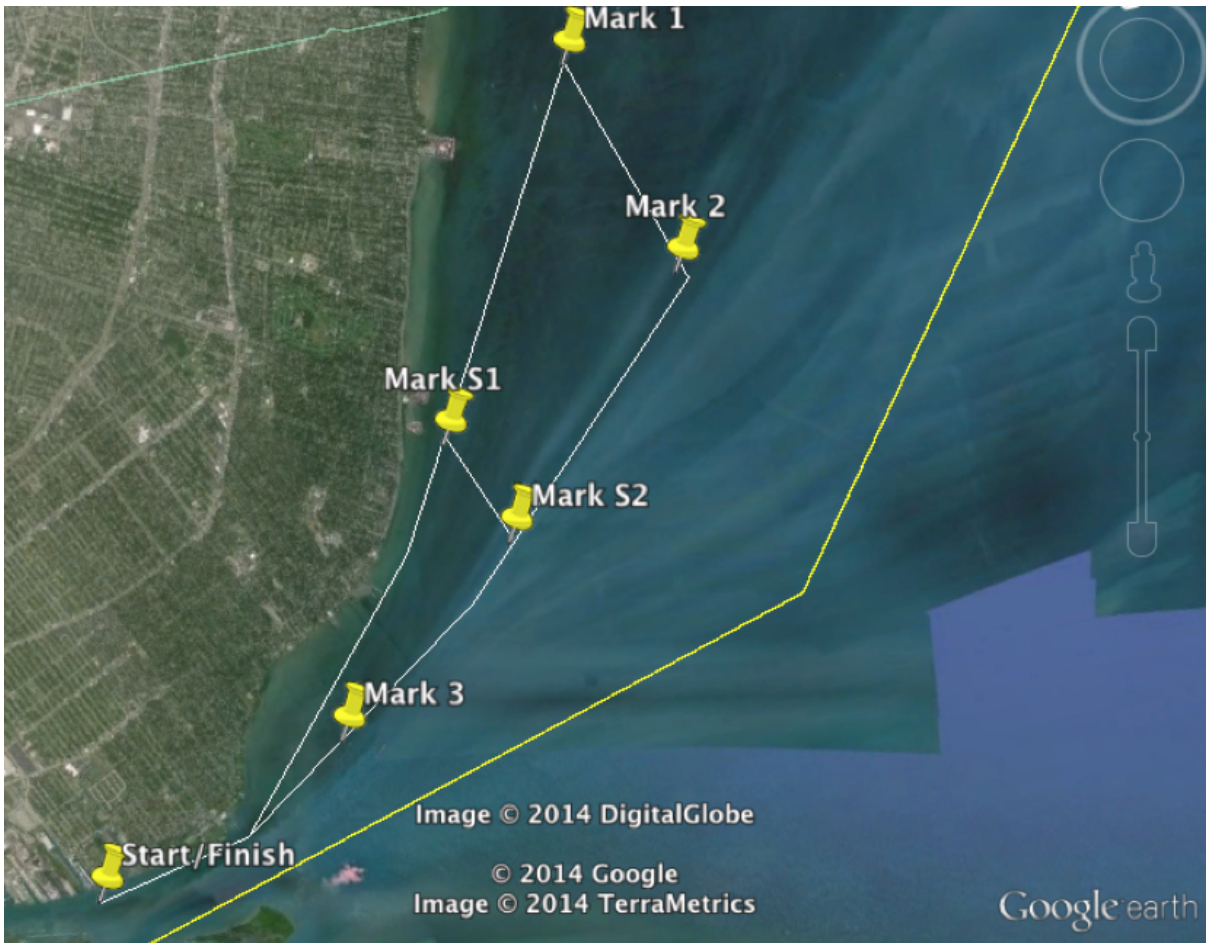 Mark 1
Mark 2
Mark S1
Mark S2
Mark 3
Start/Finish
Image © 2014 DigitalGlobe
© 2014 Google
Image © 2014 TerraMetrics
Google earth